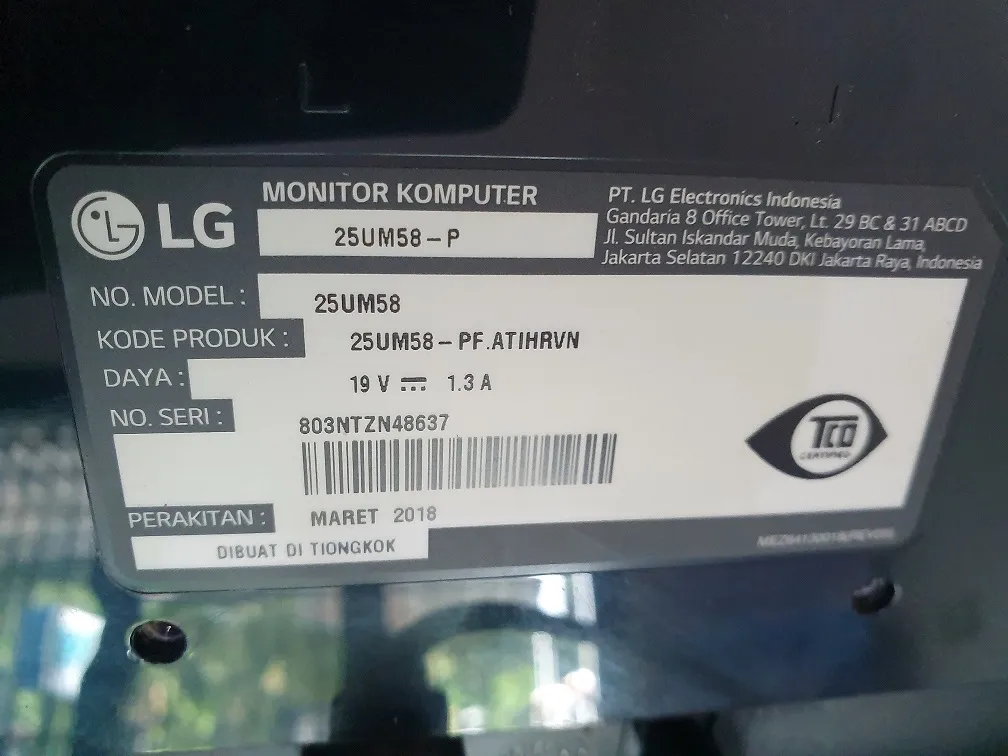 LG
MONITOR KOMPUTER
25UM58-P
PT. LG Electronics Indonesia
Gandaria 8 Office Tower, Lt. 29 BC & 31 ABCD
Jl. Sultan Iskandar Muda, Kebayoran Lama,
Jakarta Selatan 12240 DKI Jakarta Raya, Indonesia
NO. MODEL : 25UM58
KODE PRODUK : 25UM58-PF.ATIHRVN
DAYA : 19 V ⎓ 1.3 A
NO. SERI : 803NTZN48637
TCO
CERTIFIED
PERAKITAN : MARET 2018
DIBUAT DI TIONGKOK